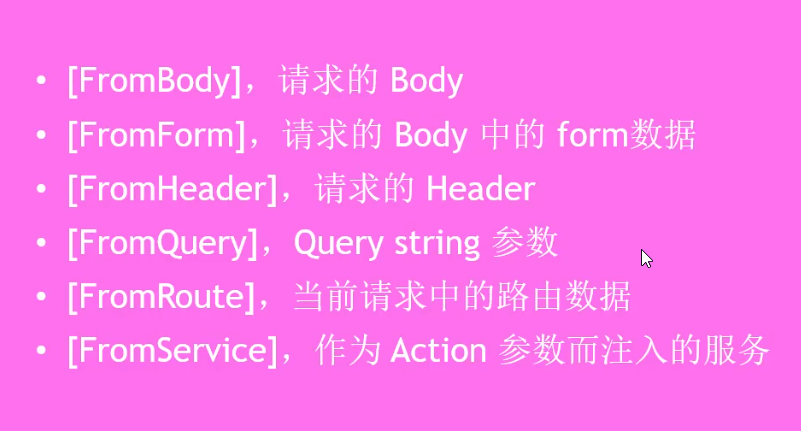 • [FromBody]，请求的 Body
• [FromForm]，请求的 Body 中的 form数据
• [FromHeader]，请求的 Header
• [FromQuery]，Query string 参数
• [FromRoute]，当前请求中的路由数据
• [FromService]，作为 Action 参数而注入的服务